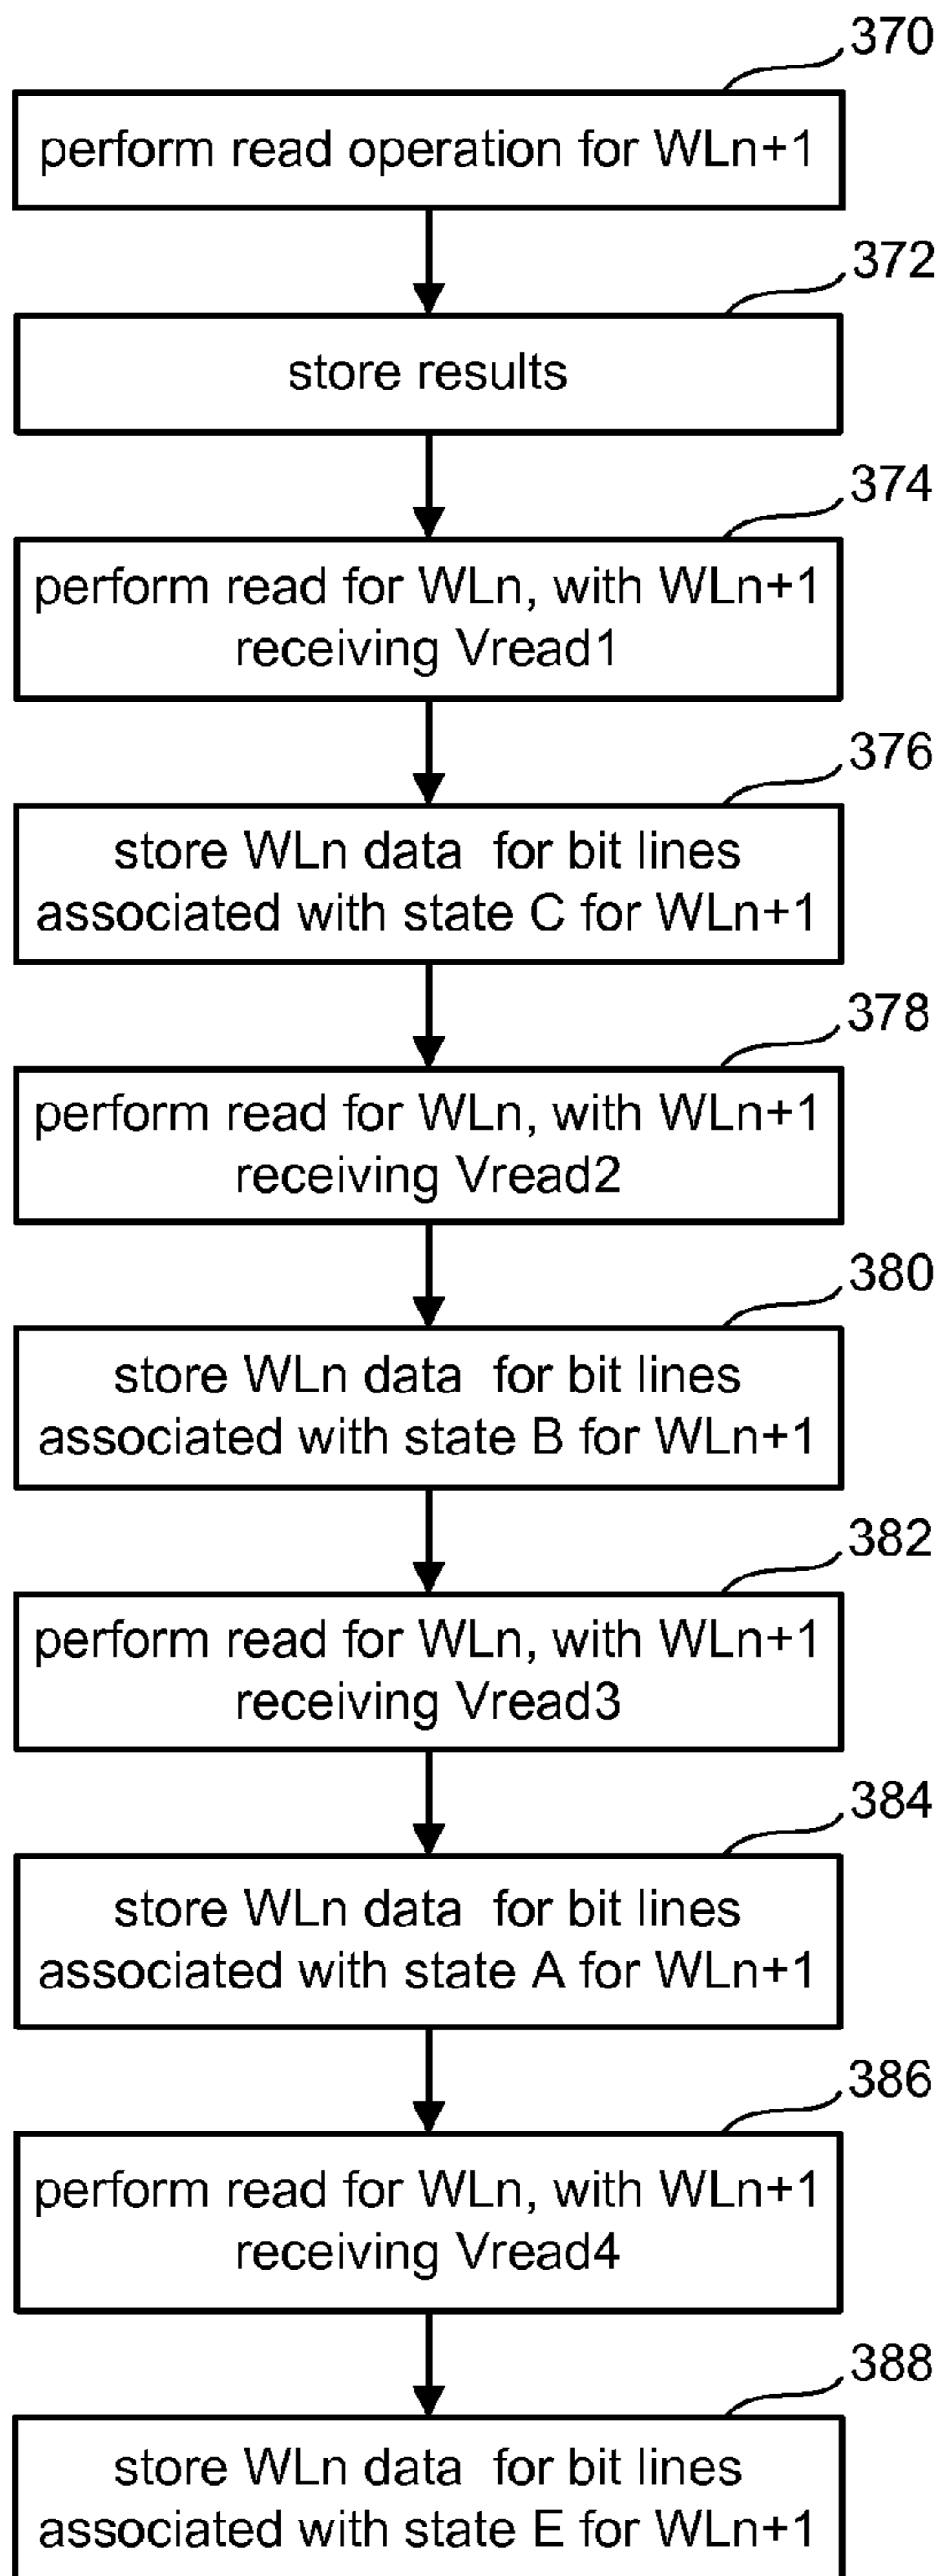 370
perform read operation for WLn+1
372
store results
374
perform read for WLn, with WLn+1
receiving Vread1
376
store WLn data for bit lines
associated with state C for WLn+1
378
perform read for WLn, with WLn+1
receiving Vread2
380
store WLn data for bit lines
associated with state B for WLn+1
382
perform read for WLn, with WLn+1
receiving Vread3
384
store WLn data for bit lines
associated with state A for WLn+1
386
perform read for WLn, with WLn+1
receiving Vread4
388
store WLn data for bit lines
associated with state E for WLn+1